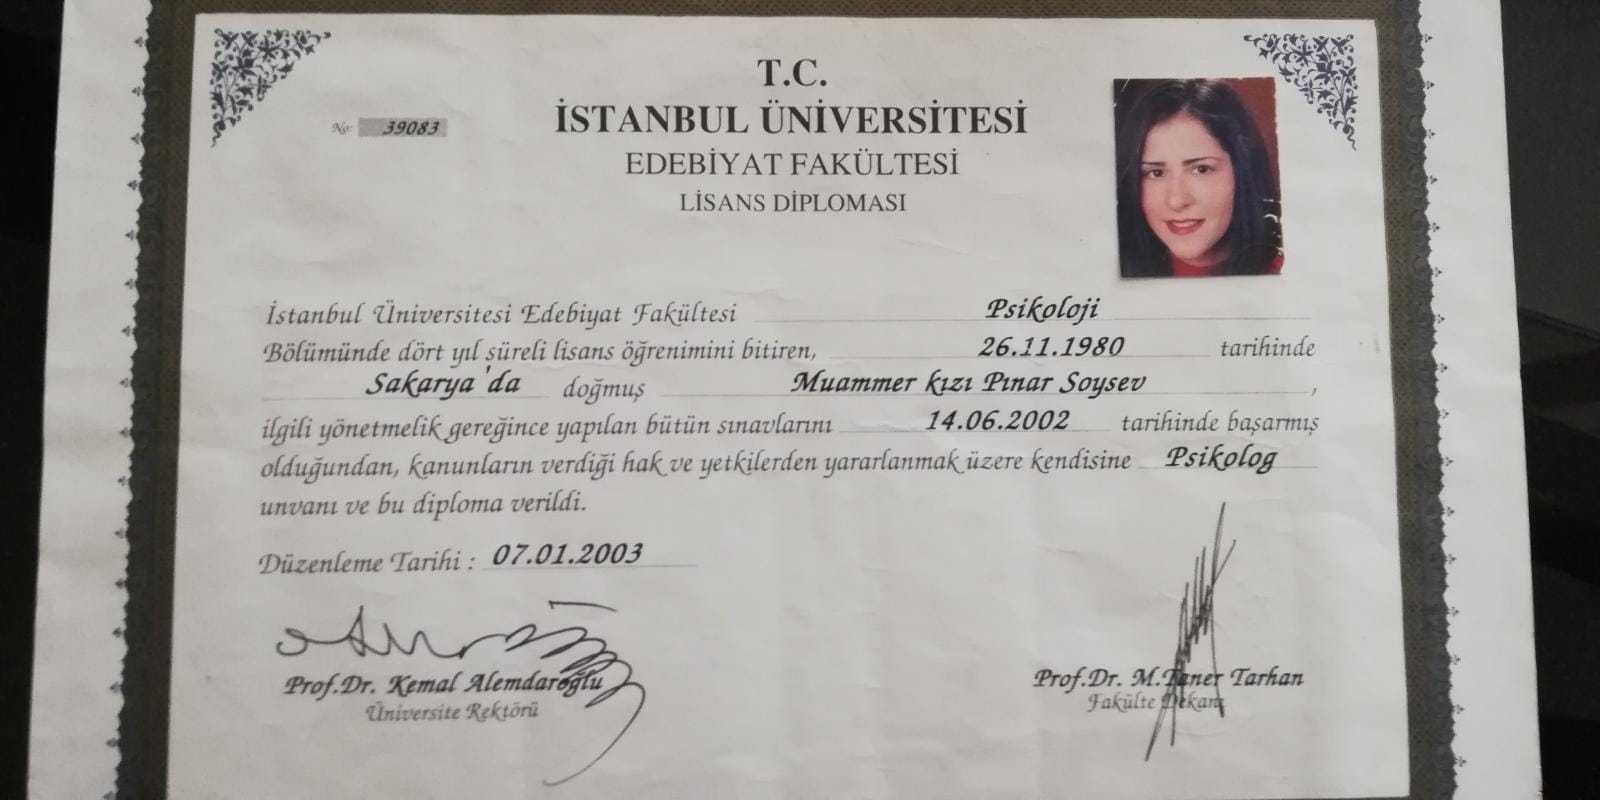 T.C.
İSTANBUL ÜNİVERSİTESİ
EDEBİYAT FAKÜLTESİ
LİSANS DİPLOMASI
No: 39083
İstanbul Üniversitesi Edebiyat Fakültesi Psikoloji
Bölümünde dört yıl süreli lisans öğrenimini bitiren, 26.11.1980 tarihinde
Sakarya'da doğmuş Muammer kızı Pınar Soysev,
ilgili yönetmelik gereğince yapılan bütün sınavlarını 14.06.2002 tarihinde başarmış
olduğundan, kanunların verdiği hak ve yetkilerden yararlanmak üzere kendisine Psikolog
unvanı ve bu diploma verildi.
Düzenleme Tarihi : 07.01.2003
Prof.Dr. Kemal Alemdaroğlu
Üniversite Rektörü
Prof.Dr. M.Taner Tarhan
Fakülte Dekanı